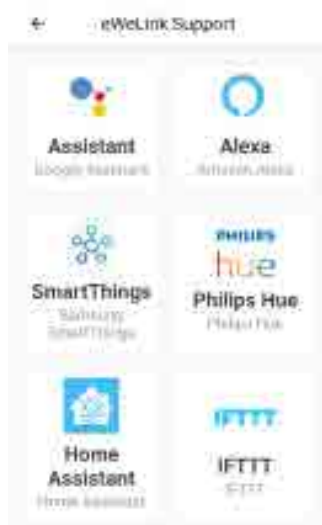 ← eWeLink Support
Assistant
Google Assistant
Alexa
Amazon Alexa
SmartThings
Samsung
SmartThings
PHILIPS
hue
Philips Hue
Philips Hue
Home
Assistant
Home Assistant
IFTTT
IFTTT
IFTTT